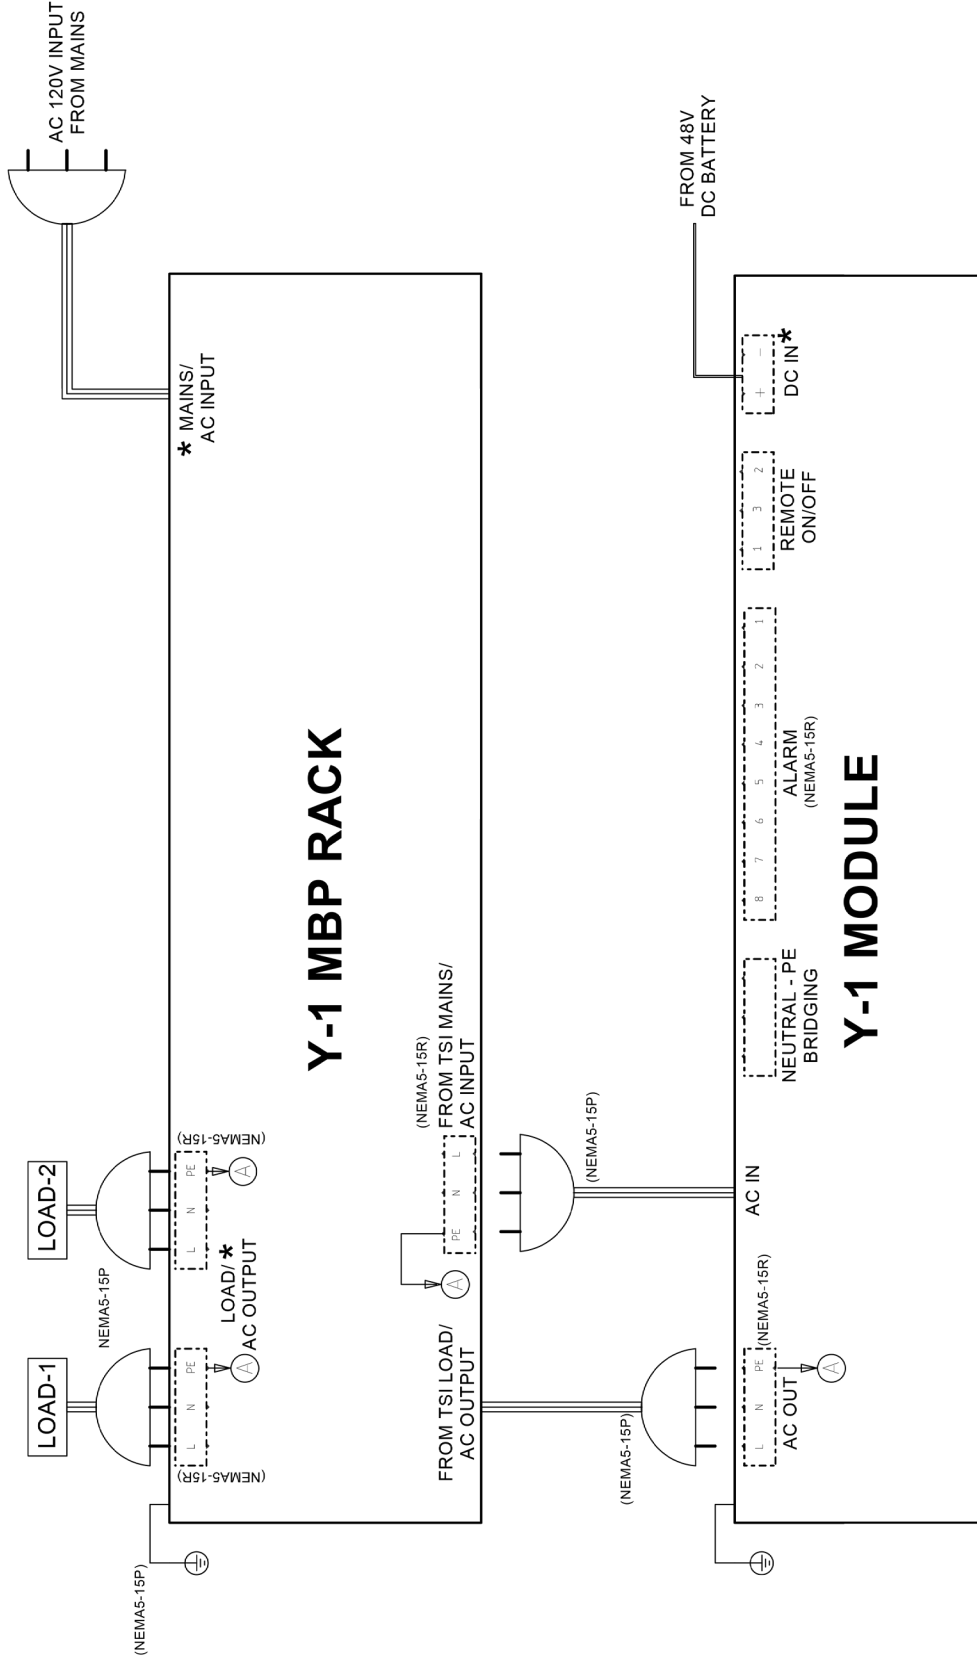 AC 120V INPUT
FROM MAINS
LOAD-1
LOAD-2
NEMA5-15P
(NEMA5-15P)
(NEMA5-15R)
L N PE
L N PE
(NEMA5-15R)
A
A
LOAD/ *
AC OUTPUT
* MAINS/
AC INPUT
Y-1 MBP RACK
(NEMA5-15R)
FROM TSI MAINS/
AC INPUT
PE N L
A
FROM TSI LOAD/
AC OUTPUT
(NEMA5-15P)
(NEMA5-15P)
FROM 48V
DC BATTERY
L N PE
(NEMA5-15R)
AC OUT
A
AC IN
NEUTRAL - PE
BRIDGING
8 7 6 5 4 3 2 1
ALARM
(NEMA5-15R)
1 3 2
REMOTE
ON/OFF
+ -
DC IN *
Y-1 MODULE